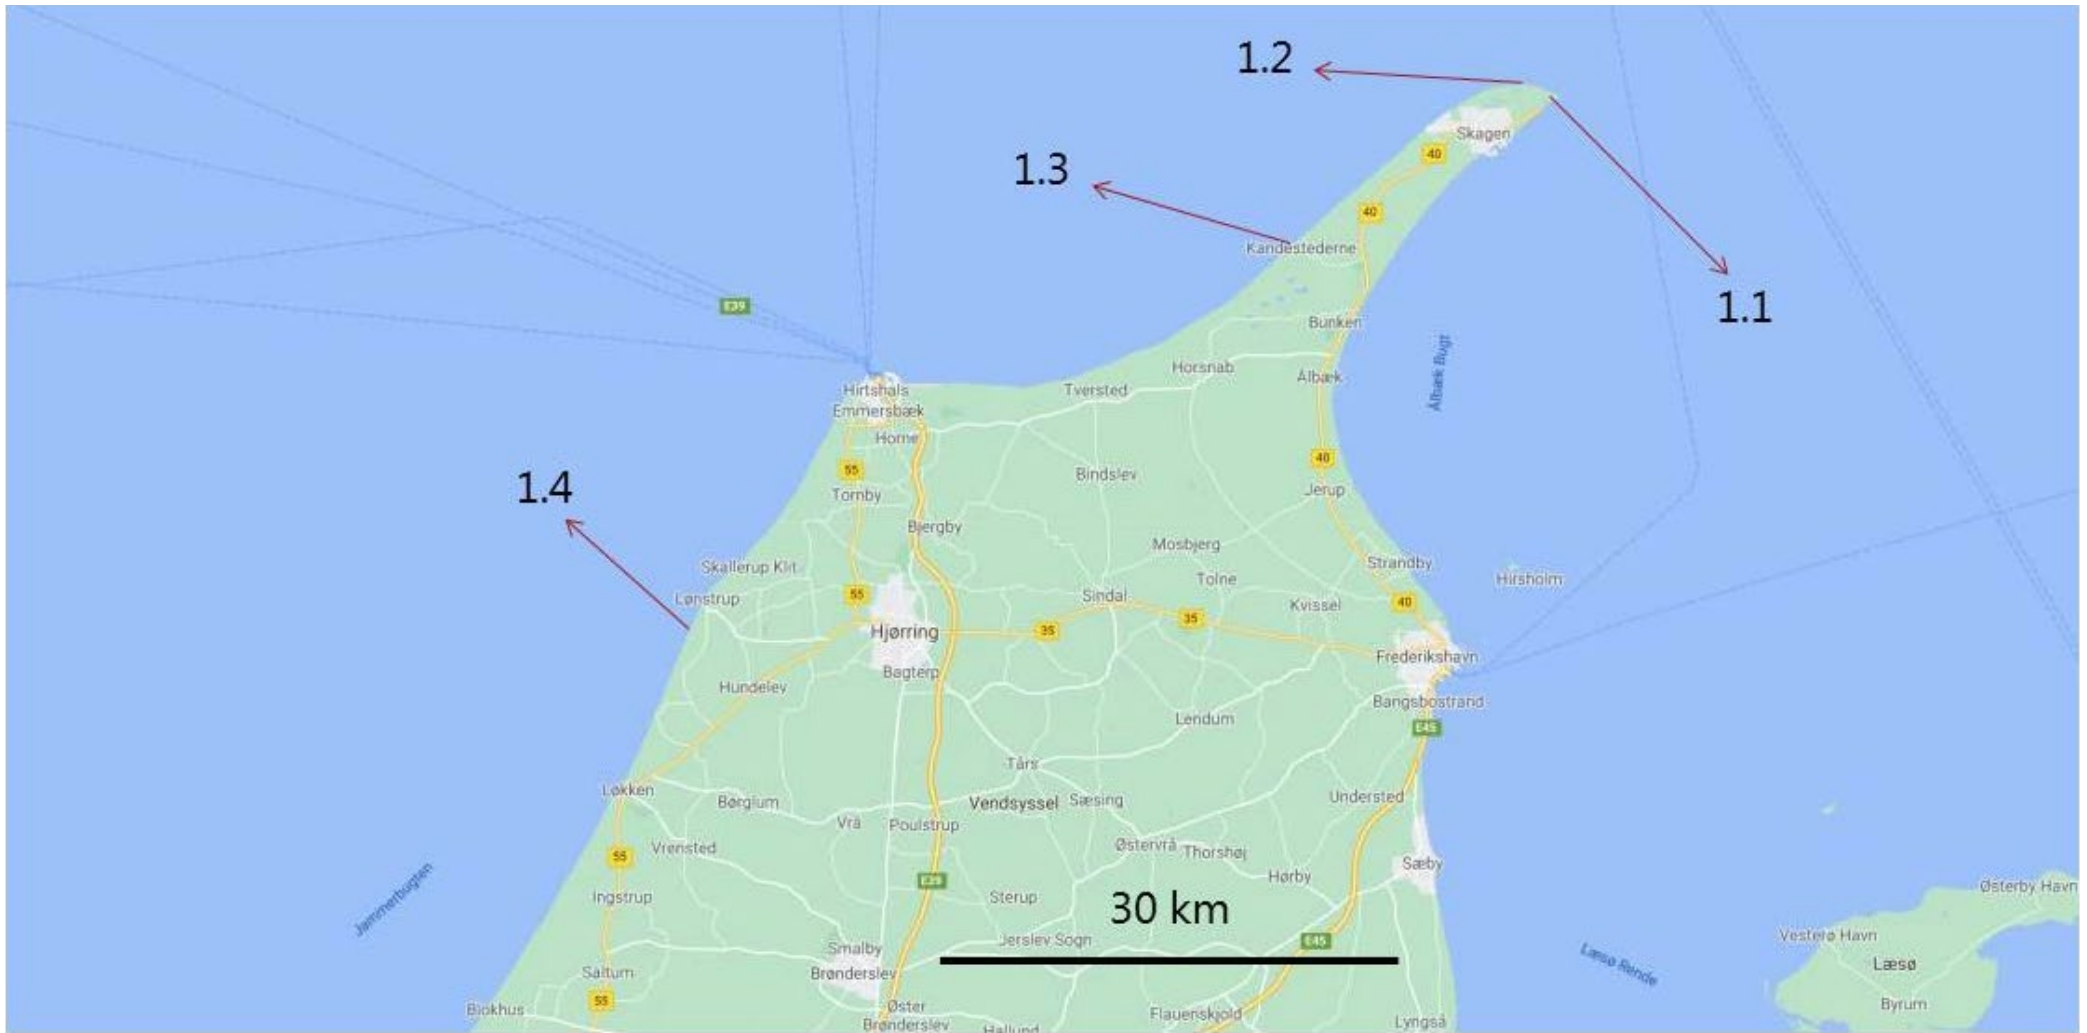 1.2
Skagen
40
1.3
40
Kandestederne
1.1
E39
Bunken
Ålbæk Bugt
Horsnab
Ålbæk
Hirtshals
Tversted
Emmersbæk
Horne
40
55
Bindslev
1.4
Tornby
Jerup
Bjergby
Mosbjerg
Strandby
Skallerup Klit
Tolne
Hirsholm
55
Sindal
Kvissel
40
Lønstrup
35
35
Hjørring
Frederikshavn
Bagterp
Hundelev
Bangsbostrand
Lendum
E45
Tårs
Løkken
Børglum
Vendsyssel
Sæsing
Understed
Vrå
Poulstrup
Vrensted
55
Østervrå
Thorshøj
Sæby
Hørby
Jammerbugten
E39
Ingstrup
Sterup
30 km
Østerby Havn
Jerslev Sogn
E45
Vesterø Havn
Smalby
Læsø Rende
Læsø
Saltum
Brønderslev
55
Byrum
Blokhus
Øster
Brønderslev
Flauenskjold
Hallund
Lyngså